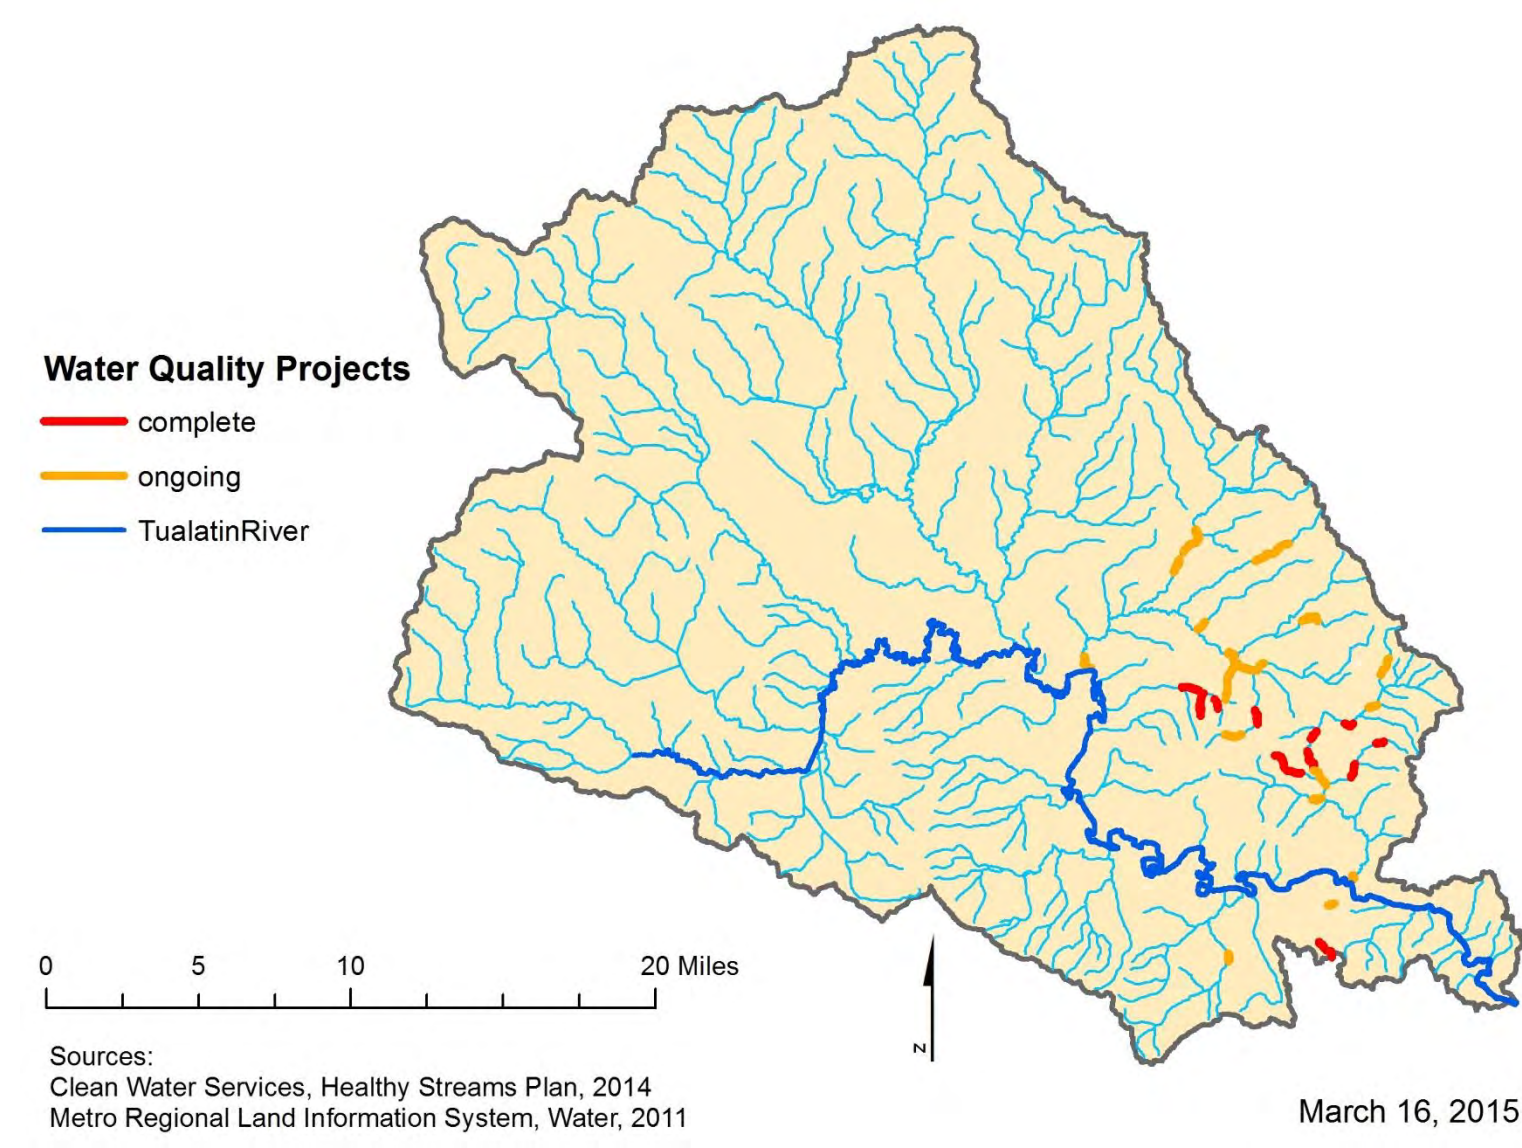 Water Quality Projects
complete
ongoing
TualatinRiver
0 5 10 20 Miles
z
Sources:
Clean Water Services, Healthy Streams Plan, 2014
Metro Regional Land Information System, Water, 2011
March 16, 2015